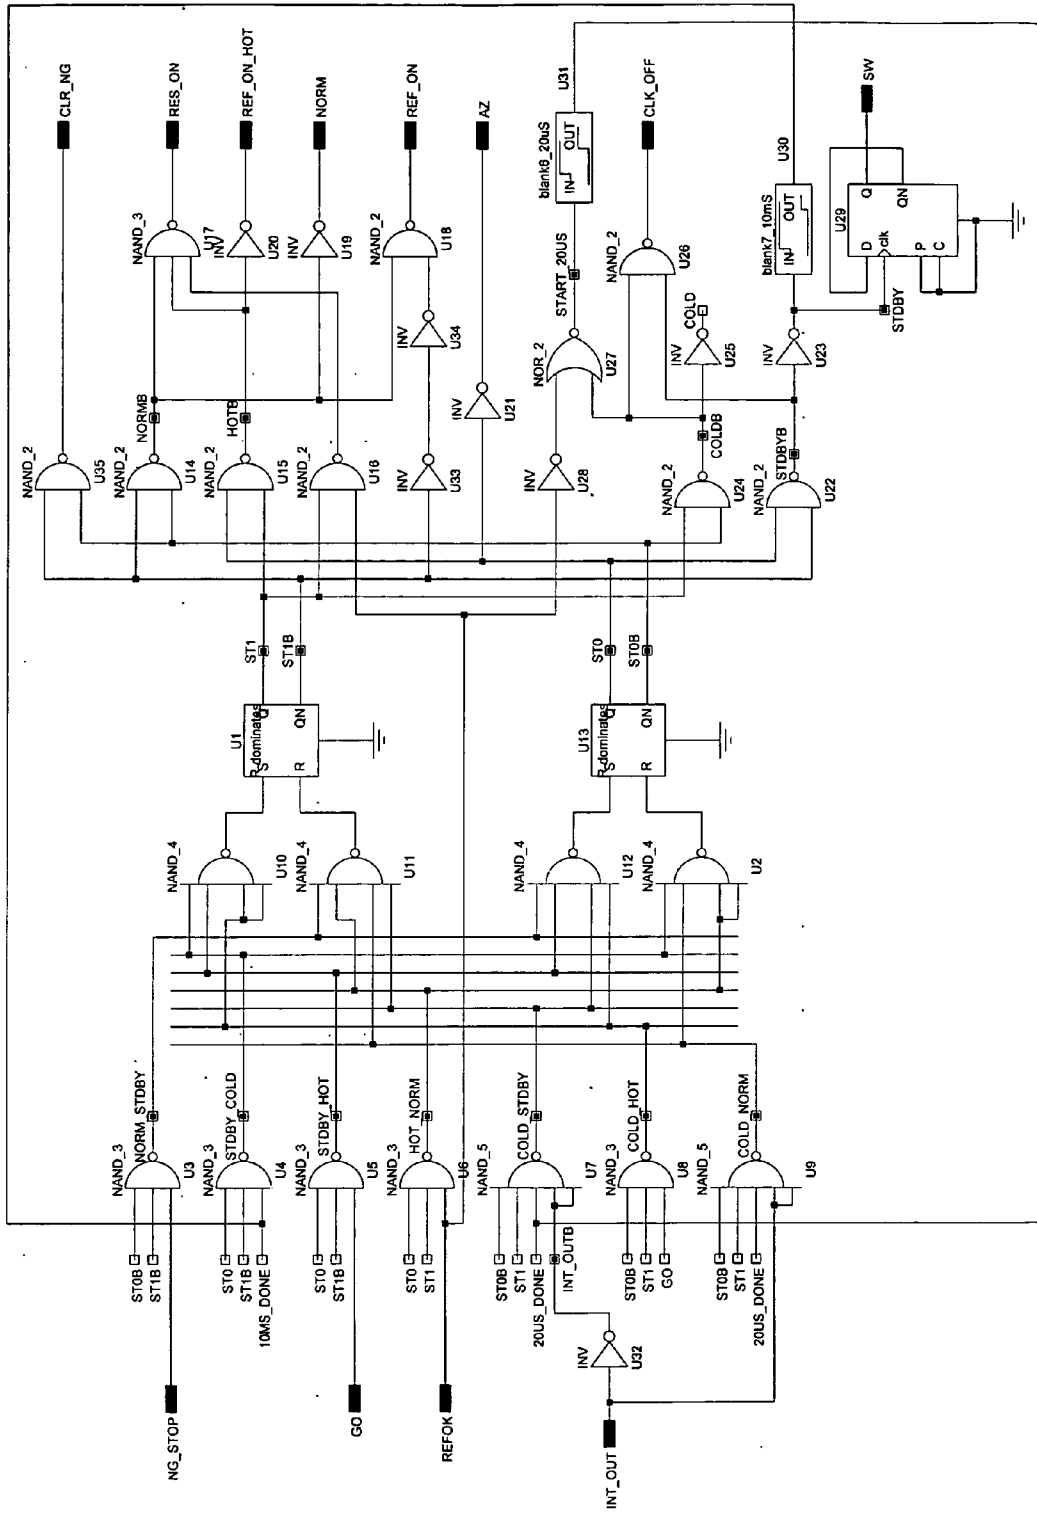 NG_STOP
GO
REFOK
INT_OUT
INV
U32
ST0B
ST1B
NAND_3
U3
NORM_STDBY
ST0
ST1B
10MS_DONE
NAND_3
U4
STDBY_COLD
ST0
ST1B
NAND_3
U5
STDBY_HOT
ST0
ST1
NAND_3
U6
HOT_NORM
ST0B
ST1
20US_DONE
INT_OUTB
NAND_5
U7
COLD_STDBY
ST0B
ST1
GO
NAND_3
U8
COLD_HOT
ST0B
ST1
20US_DONE
NAND_5
U9
COLD_NORM
NAND_4
U10
NAND_4
U11
NAND_4
U12
NAND_4
U2
U1
R_dominates
S
Q
R
QN
U13
R_dominates
S
Q
R
QN
ST1
ST1B
ST0
ST0B
NAND_2
U35
NAND_2
U14
NORMB
NAND_2
U15
HOTB
NAND_2
U16
INV
U33
INV
U34
INV
U21
INV
U28
NAND_2
U24
COLDB
NAND_2
U22
STDBYB
NAND_3
U17
INV
U20
INV
U19
NAND_2
U18
NOR_2
U27
START_20US
INV
U25
COLD
NAND_2
U26
INV
U23
STDBY
blank6_20uS
IN
OUT
U31
blank7_10mS
IN
OUT
U30
U29
D
Q
clk
QN
P
C
CLR_NG
RES_ON
REF_ON_HOT
NORM
REF_ON
AZ
CLK_OFF
SW